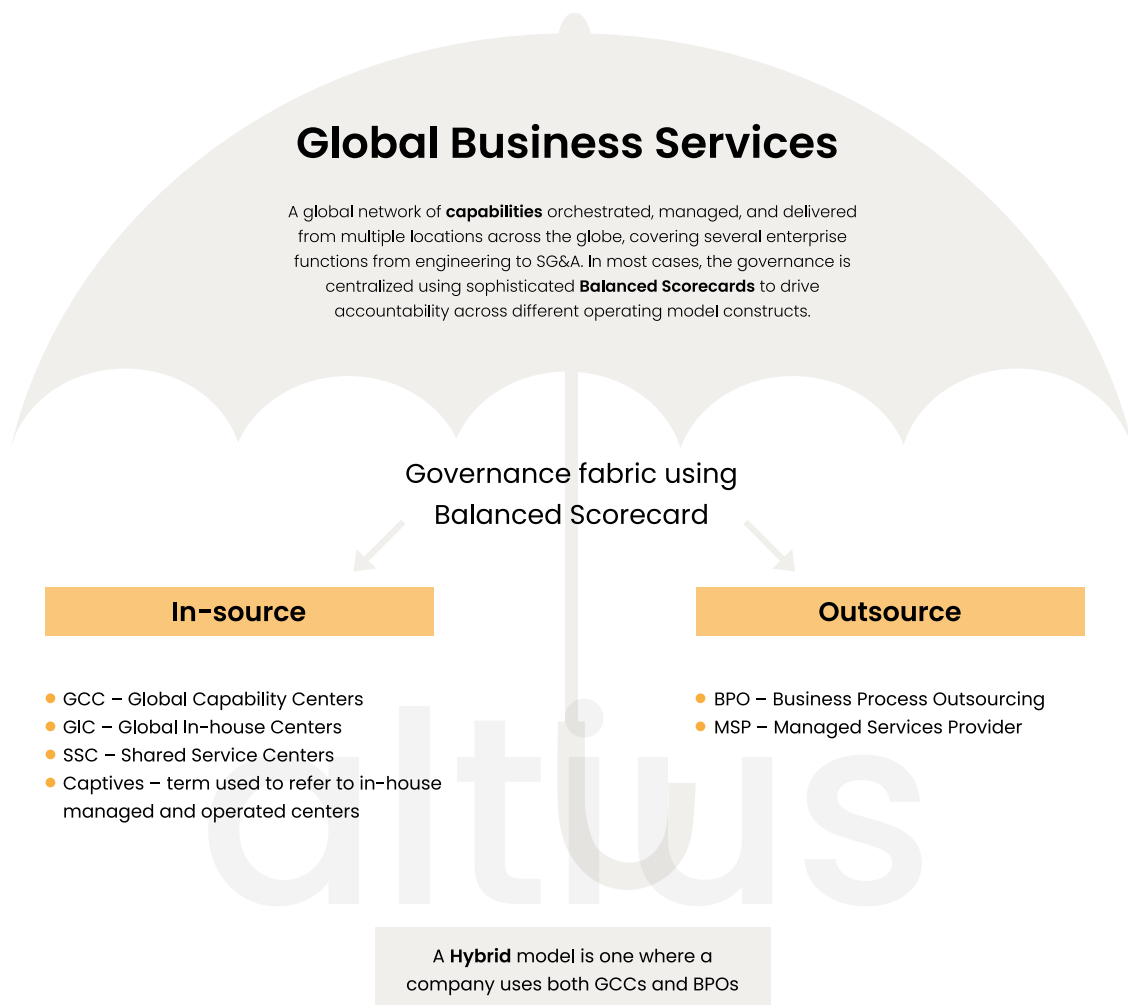 Global Business Services
A global network of capabilities orchestrated, managed, and delivered
from multiple locations across the globe, covering several enterprise
functions from engineering to SG&A. In most cases, the governance is
centralized using sophisticated Balanced Scorecards to drive
accountability across different operating model constructs.
Governance fabric using
Balanced Scorecard
In-source
GCC – Global Capability Centers
GIC – Global In-house Centers
SSC – Shared Service Centers
Captives – term used to refer to in-house
managed and operated centers
Outsource
BPO – Business Process Outsourcing
MSP – Managed Services Provider
altius
A Hybrid model is one where a
company uses both GCCs and BPOs